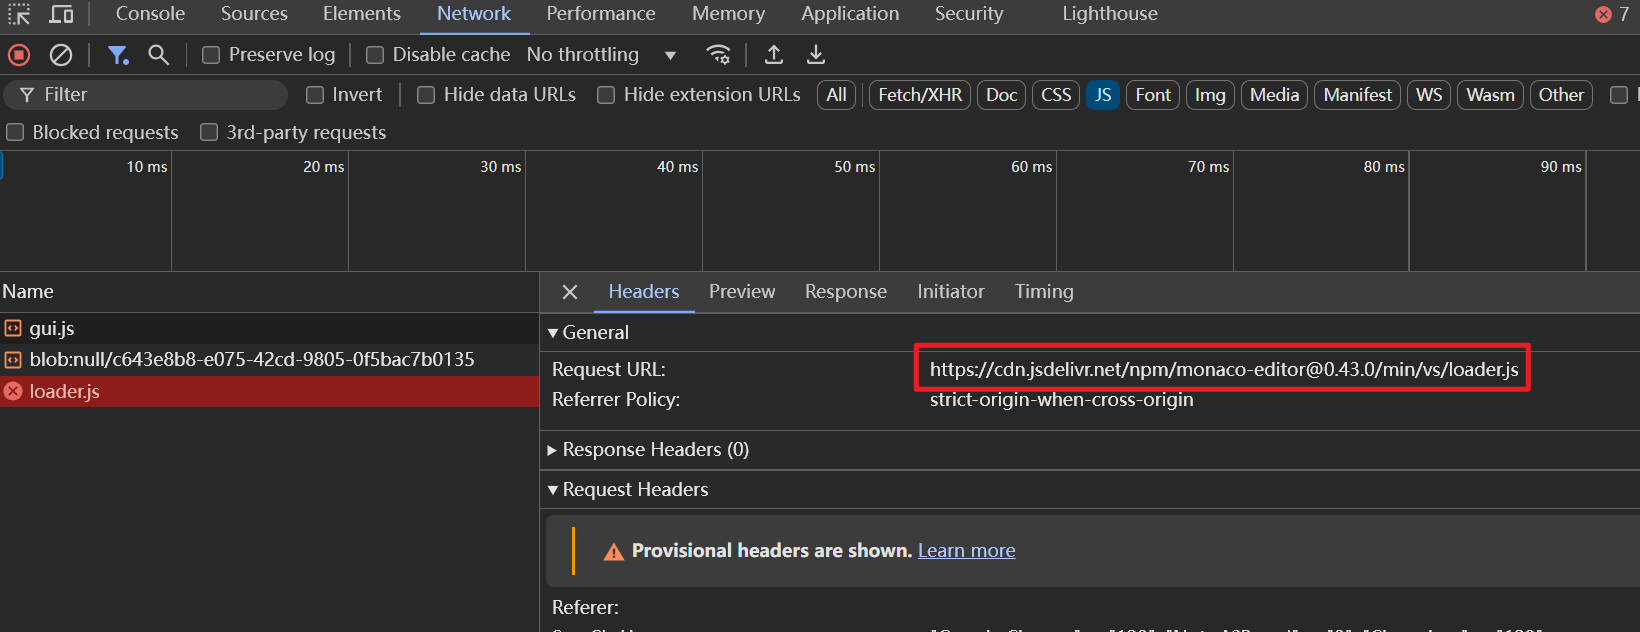 Console Sources Elements Network Performance Memory Application Security Lighthouse 7
Preserve log Disable cache No throttling
Filter Invert Hide data URLs Hide extension URLs All Fetch/XHR Doc CSS JS Font Img Media Manifest WS Wasm Other
Blocked requests 3rd-party requests
10 ms 20 ms 30 ms 40 ms 50 ms 60 ms 70 ms 80 ms 90 ms
Name Headers Preview Response Initiator Timing
gui.js
blob:null/c643e8b8-e075-42cd-9805-0f5bac7b0135
loader.js
General
Request URL: https://cdn.jsdelivr.net/npm/monaco-editor@0.43.0/min/vs/loader.js
Referrer Policy: strict-origin-when-cross-origin
Response Headers (0)
Request Headers
Provisional headers are shown. Learn more
Referer: